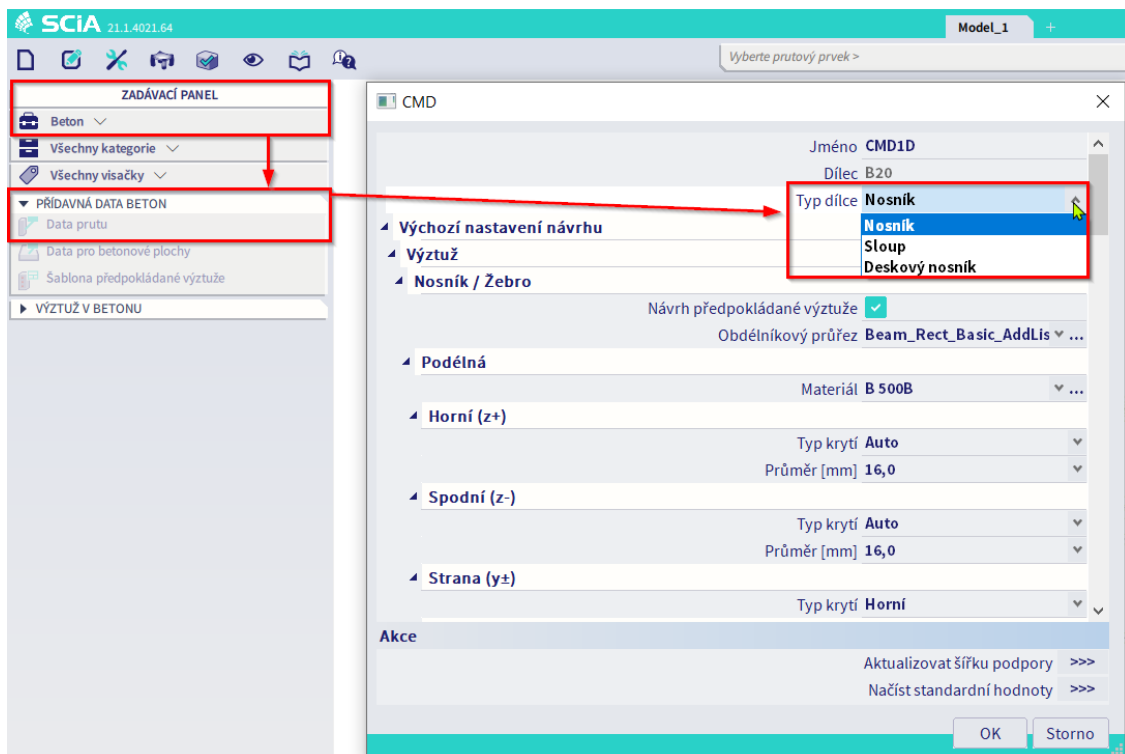 SCiA 21.1.4021.64
Model_1 +
Vyberte prutový prvek >
ZADÁVACÍ PANEL
Beton
Všechny kategorie
Všechny visačky
PŘÍDAVNÁ DATA BETON
Data prutu
Data pro betonové plochy
Šablona předpokládané výztuže
VÝZTUŽ V BETONU
CMD
Jméno CMD1D
Dílec B20
Typ dílce Nosník
Nosník
Sloup
Deskový nosník
Výchozí nastavení návrhu
Výztuž
Nosník / Žebro
Návrh předpokládané výztuže
Obdélníkový průřez Beam_Rect_Basic_AddLis ...
Podélná
Materiál B 500B ...
Horní (z+)
Typ krytí Auto
Průměr [mm] 16,0
Spodní (z-)
Typ krytí Auto
Průměr [mm] 16,0
Strana (y±)
Typ krytí Horní
Akce
Aktualizovat šířku podpory >>>
Načíst standardní hodnoty >>>
OK Storno